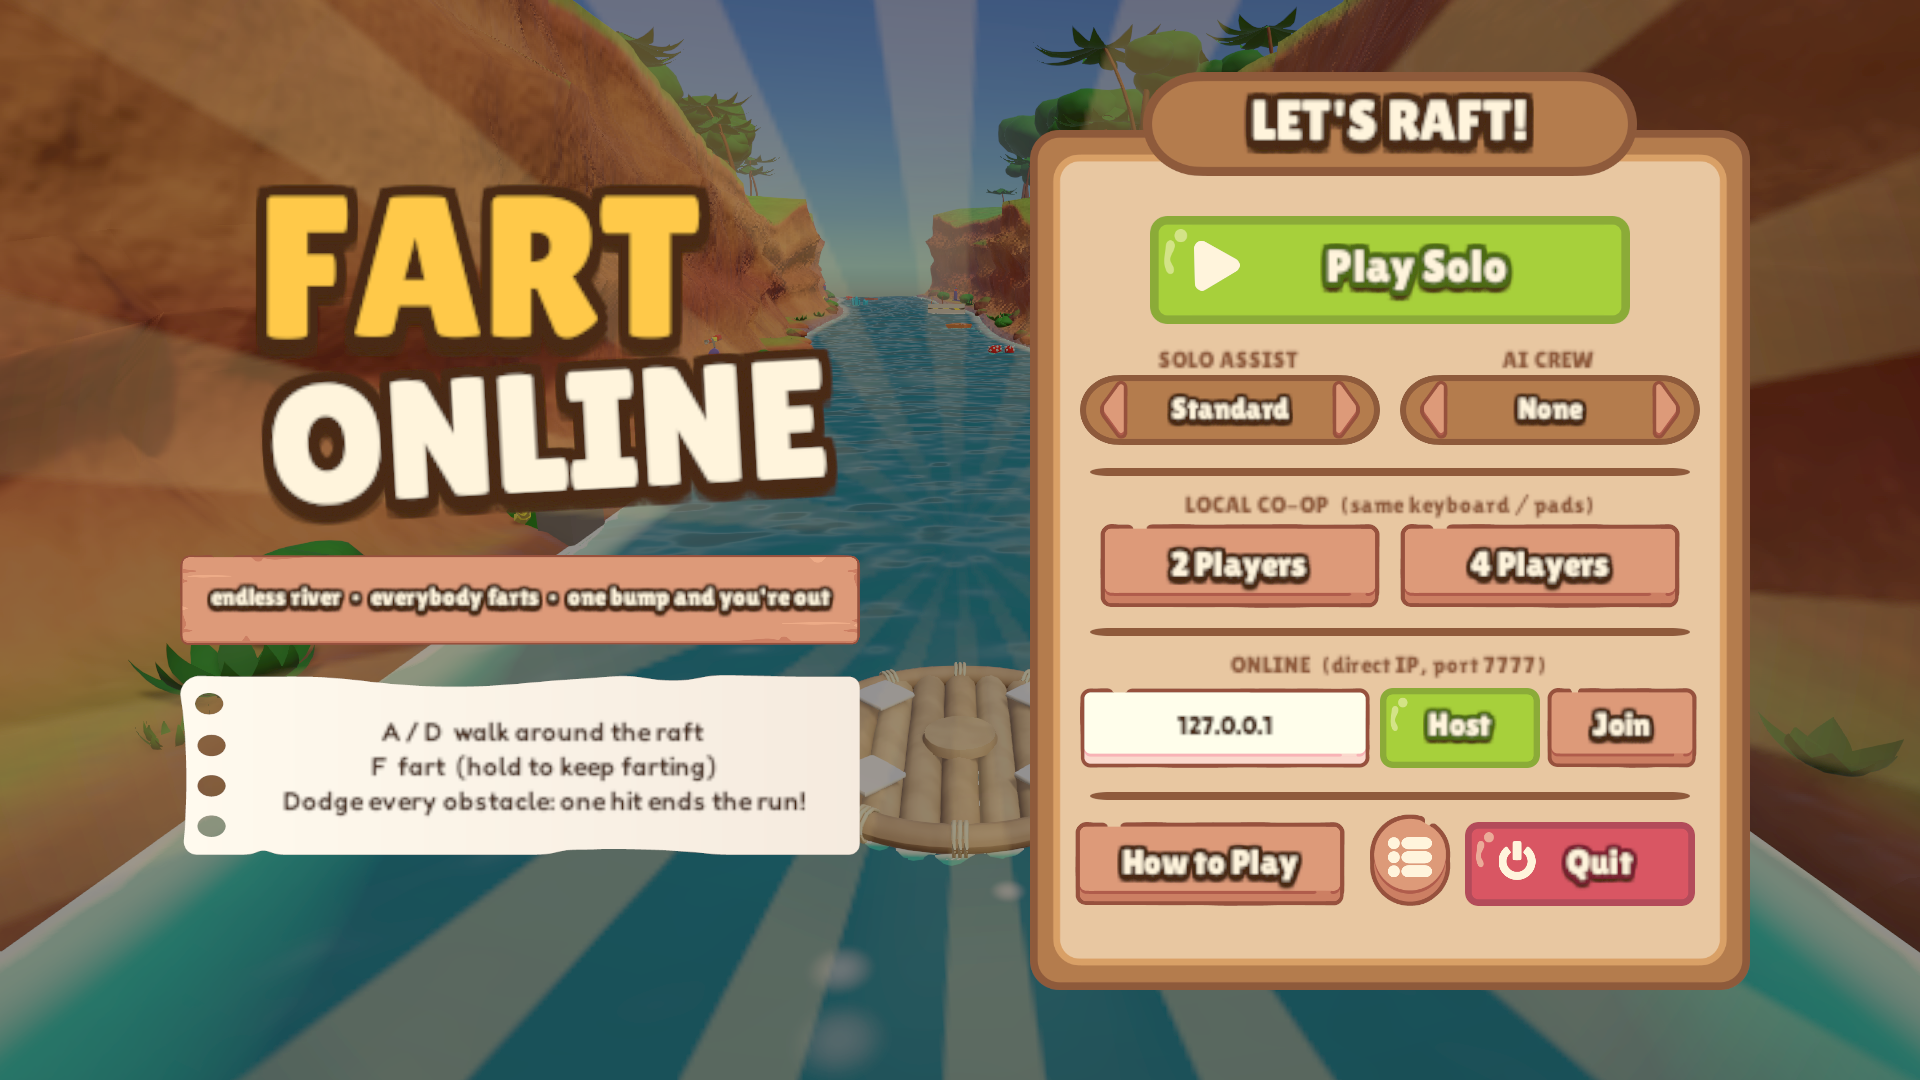 FART
ONLINE
endless river • everybody farts • one bump and you're out
A / D walk around the raft
F fart (hold to keep farting)
Dodge every obstacle: one hit ends the run!
LET'S RAFT!
Play Solo
SOLO ASSIST
AI CREW
Standard
None
LOCAL CO-OP (same keyboard / pads)
2 Players
4 Players
ONLINE (direct IP, port 7777)
127.0.0.1
Host
Join
How to Play
Quit